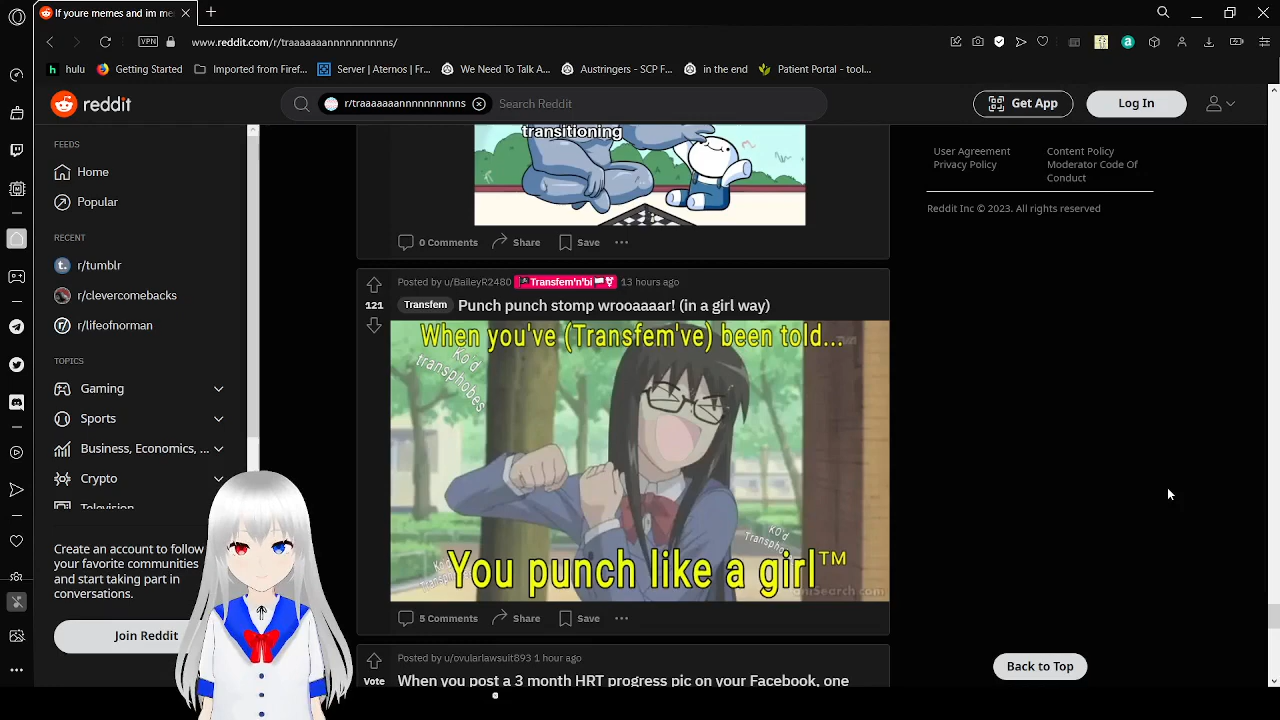 If youre memes and im me
VPN
www.reddit.com/r/traaaaaaannnnnnnnnns/
h hulu
Getting Started
Imported from Firef...
Server | Aternos | Fr...
We Need To Talk A...
Austringers - SCP F...
in the end
Patient Portal - tool...
reddit
r/traaaaaaannnnnnnnnns
Search Reddit
Get App
Log In
FEEDS
Home
Popular
RECENT
r/tumblr
r/clevercomebacks
r/lifeofnorman
TOPICS
Gaming
Sports
Business, Economics, ...
Crypto
Television
Create an account to follow
your favorite communities
and start taking part in
conversations.
Join Reddit
transitioning
0 Comments
Share
Save
Posted by u/BaileyR2480 Transfem'n'bi 13 hours ago
121
Transfem Punch punch stomp wrooaaaar! (in a girl way)
When you've (Transfem've) been told...
KO'd
transphobes
KO'd
You punch like a girl™
5 Comments
Share
Save
Posted by u/ovularlawsuit893 1 hour ago
Vote
When you post a 3 month HRT progress pic on your Facebook, one
User Agreement
Privacy Policy
Content Policy
Moderator Code Of
Conduct
Reddit Inc © 2023. All rights reserved
Back to Top